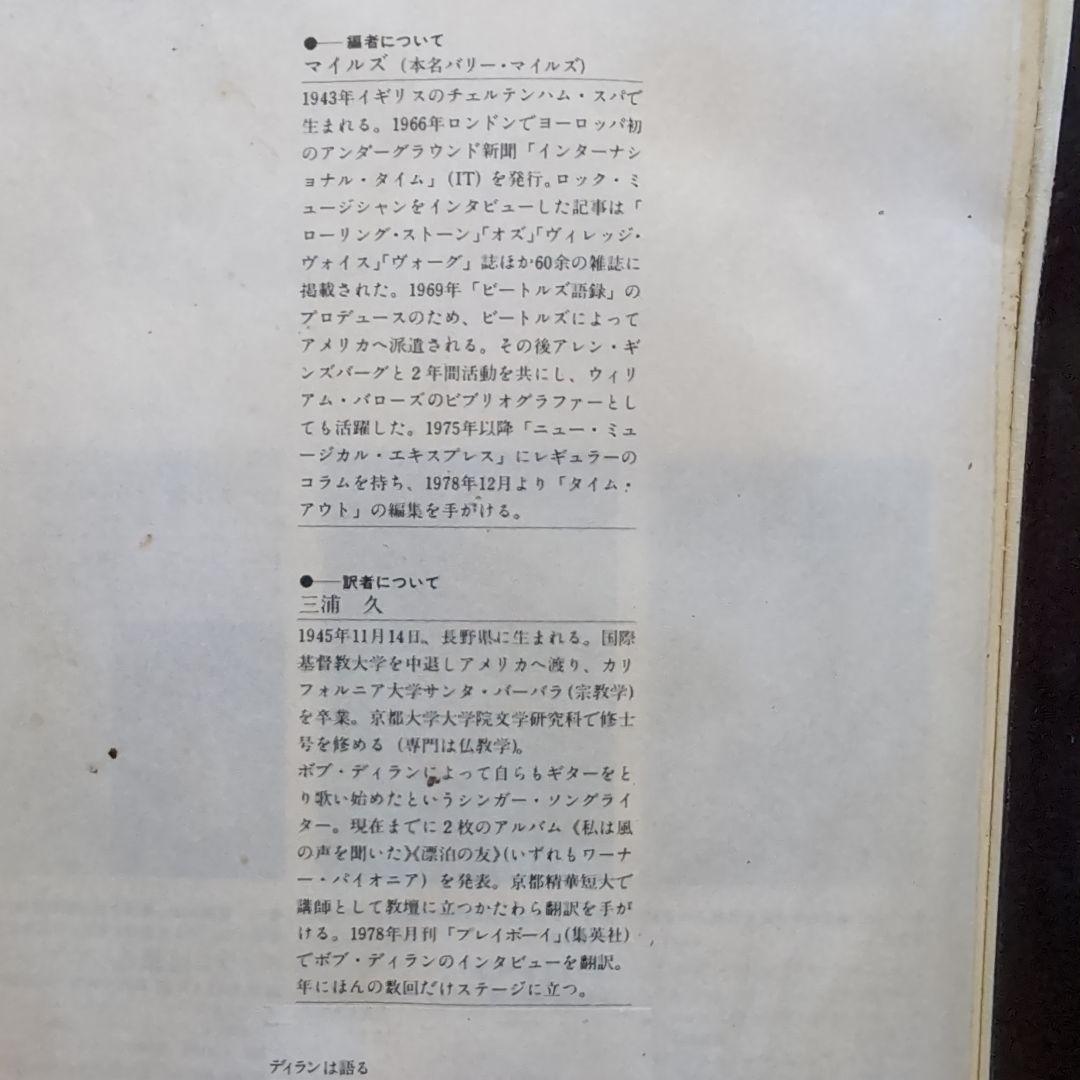 ●──編者について
マイルズ（本名バリー・マイルズ）
1943年イギリスのチェルテンハム・スパで
生まれる。1966年ロンドンでヨーロッパ初
のアンダーグラウンド新聞「インターナシ
ョナル・タイム」(IT) を発行。ロック・ミ
ュージシャンをインタビューした記事は「
ローリング・ストーン」「オズ」「ヴィレッジ・
ヴォイス」「ヴォーグ」誌ほか60余の雑誌に
掲載された。1969年「ビートルズ語録」の
プロデュースのため、ビートルズによって
アメリカへ派遣される。その後アレン・ギ
ンズバーグと2年間活動を共にし、ウィリ
アム・バローズのビブリオグラファーとし
ても活躍した。1975年以降「ニュー・ミュ
ージカル・エキスプレス」にレギュラーの
コラムを持ち、1978年12月より「タイム・
アウト」の編集を手がける。
●──訳者について
三浦　久
1945年11月14日、長野県に生まれる。国際
基督教大学を中退しアメリカへ渡り、カリ
フォルニア大学サンタ・バーバラ(宗教学)
を卒業。京都大学大学院文学研究科で修士
号を修める（専門は仏教学)。
ボブ・ディランによって自らもギターをと
り歌い始めたというシンガー・ソングライ
ター。現在までに2枚のアルバム《私は風
の声を聞いた》《漂泊の友》(いずれもワーナ
ー・パイオニア）を発表。京都精華短大で
講師として教壇に立つかたわら翻訳を手が
ける。1978年月刊「プレイボーイ」(集英社)
でボブ・ディランのインタビューを翻訳。
年にほんの数回だけステージに立つ。
ディランは語る